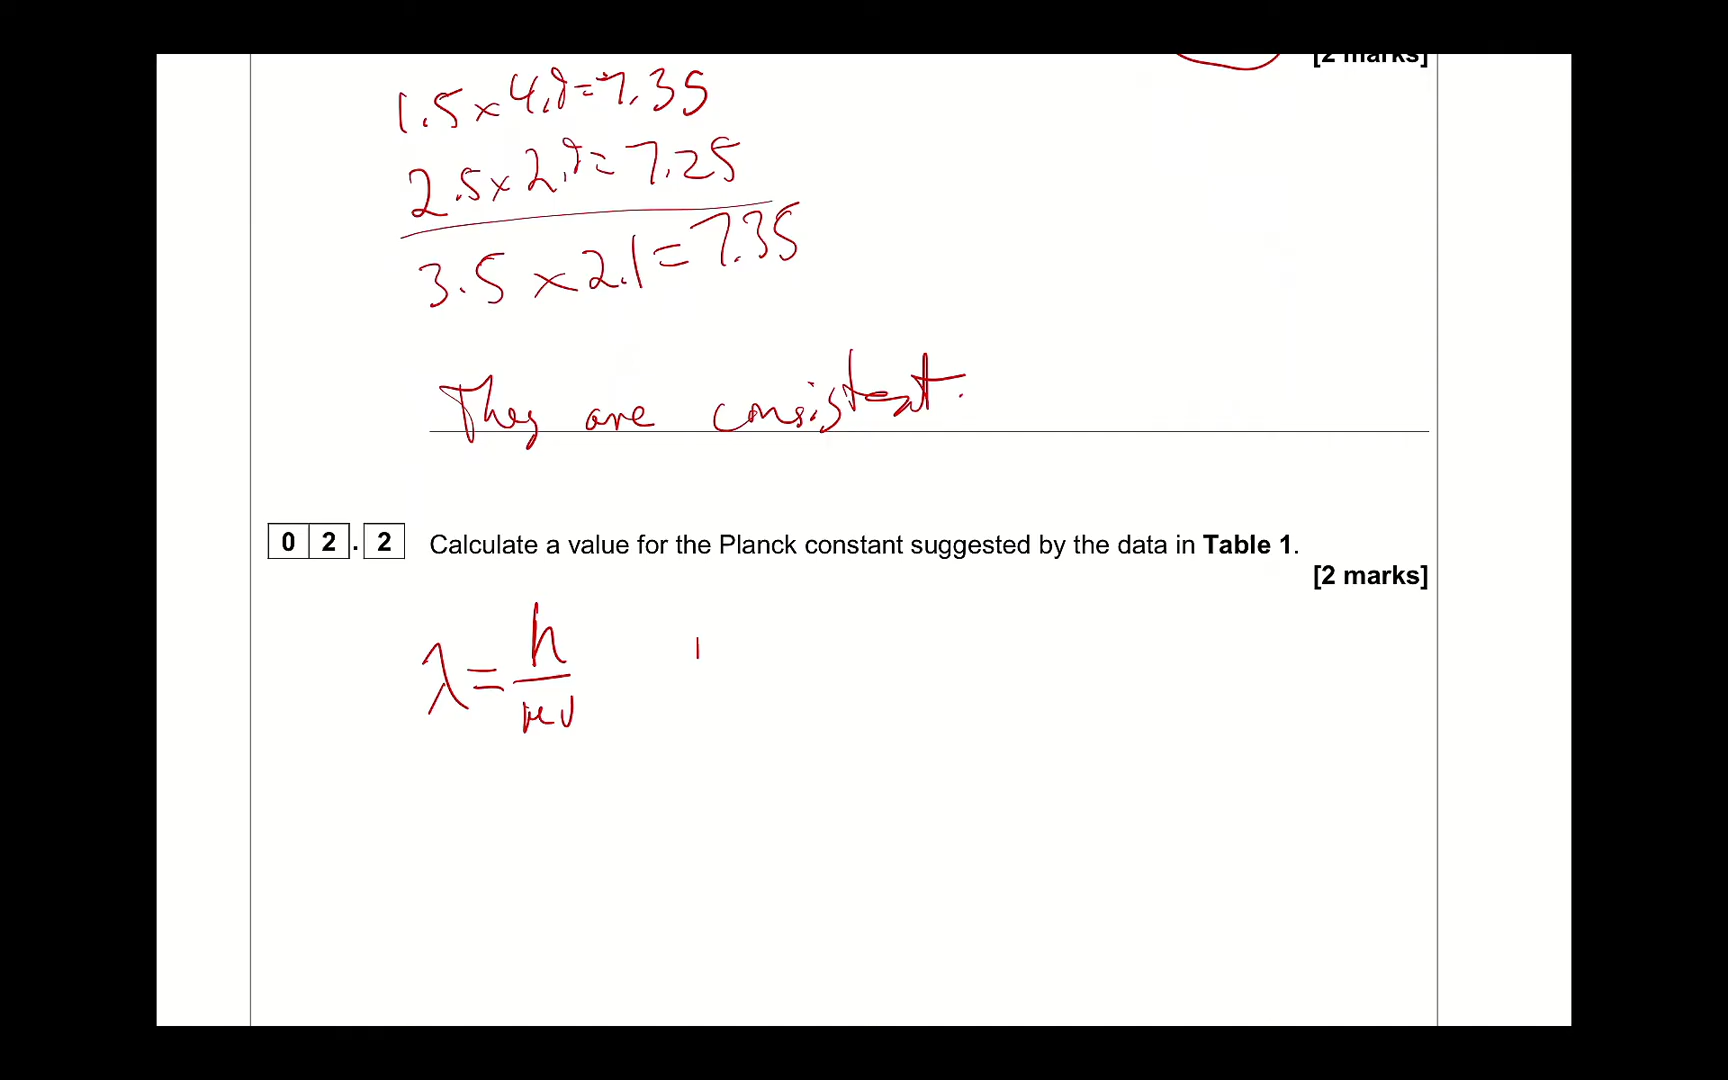 [2 marks]
1.5 × 4.9 = 7.35
2.5 × 2.9 = 7.25
3.5 × 2.1 = 7.35
They are consistent.
0 2 . 2 Calculate a value for the Planck constant suggested by the data in Table 1.
[2 marks]
λ = h/mv